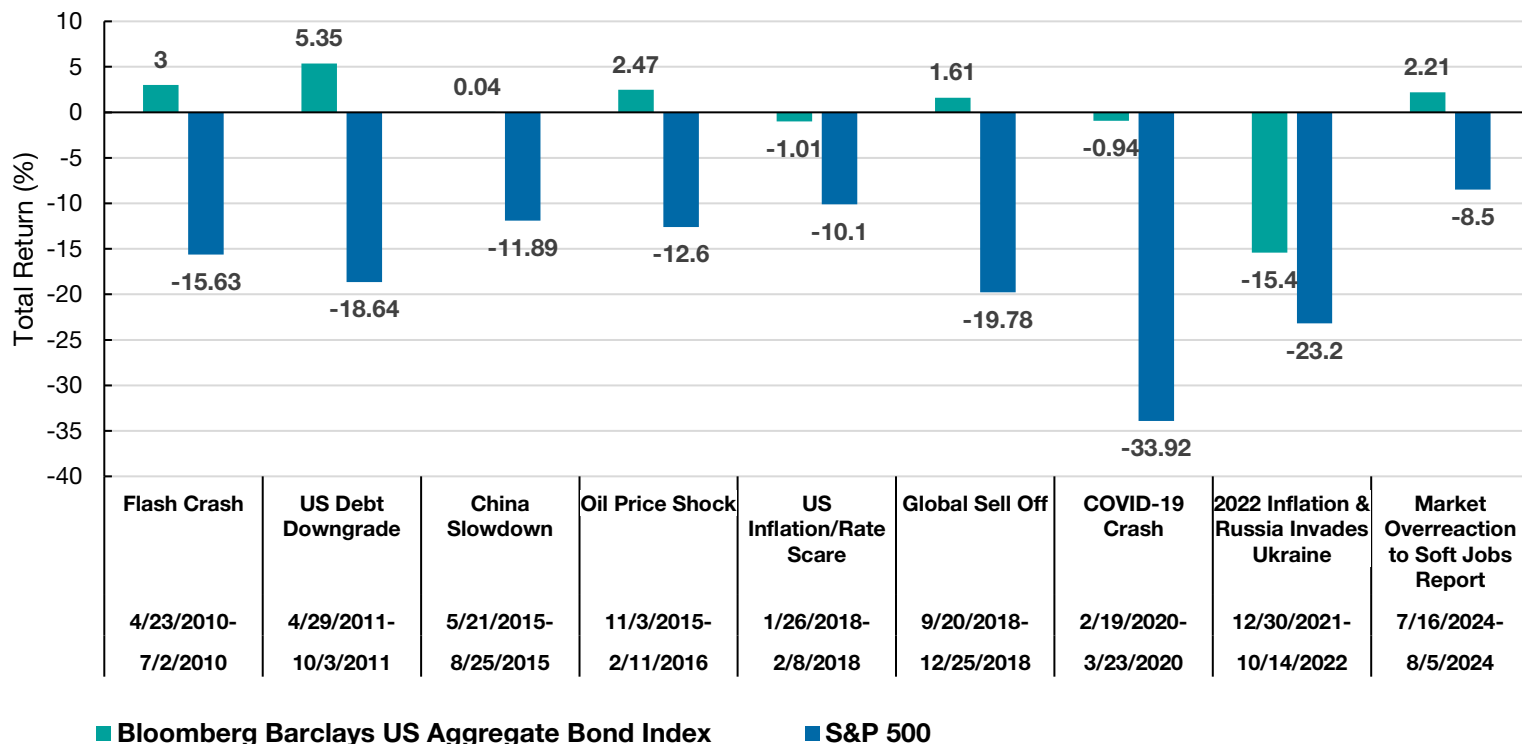 Total Return (%)
10
5
0
-5
-10
-15
-20
-25
-30
-35
-40
3
-15.63
5.35
-18.64
0.04
-11.89
2.47
-12.6
-1.01
-10.1
1.61
-19.78
-0.94
-33.92
-15.4
-23.2
2.21
-8.5
Flash Crash
4/23/2010-
7/2/2010
US Debt
Downgrade
4/29/2011-
10/3/2011
China
Slowdown
5/21/2015-
8/25/2015
Oil Price Shock
11/3/2015-
2/11/2016
US
Inflation/Rate
Scare
1/26/2018-
2/8/2018
Global Sell Off
9/20/2018-
12/25/2018
COVID-19
Crash
2/19/2020-
3/23/2020
2022 Inflation &
Russia Invades
Ukraine
12/30/2021-
10/14/2022
Market
Overreaction
to Soft Jobs
Report
7/16/2024-
8/5/2024
Bloomberg Barclays US Aggregate Bond Index
S&P 500